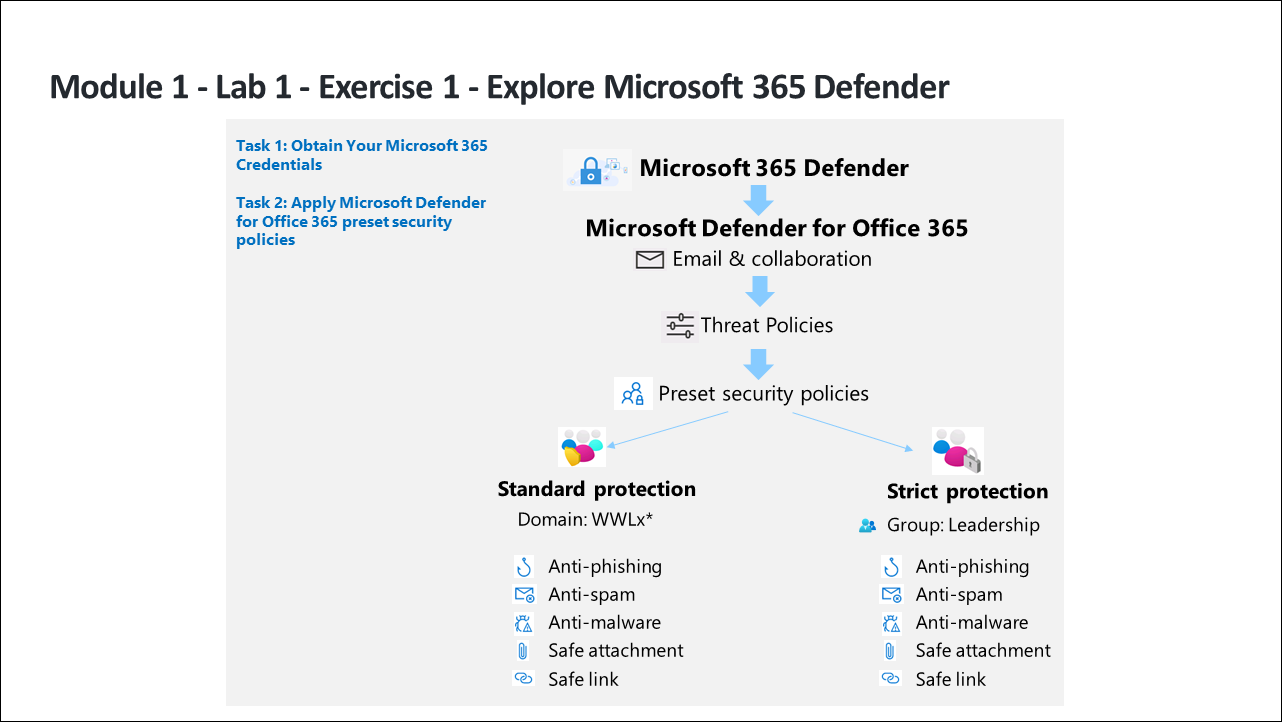 Module 1 - Lab 1 - Exercise 1 - Explore Microsoft 365 Defender
Task 1: Obtain Your Microsoft 365
Credentials
Task 2: Apply Microsoft Defender
for Office 365 preset security
policies
Microsoft 365 Defender
Microsoft Defender for Office 365
Email & collaboration
Threat Policies
Preset security policies
Standard protection
Domain: WWLx*
Anti-phishing
Anti-spam
Anti-malware
Safe attachment
Safe link
Strict protection
Group: Leadership
Anti-phishing
Anti-spam
Anti-malware
Safe attachment
Safe link